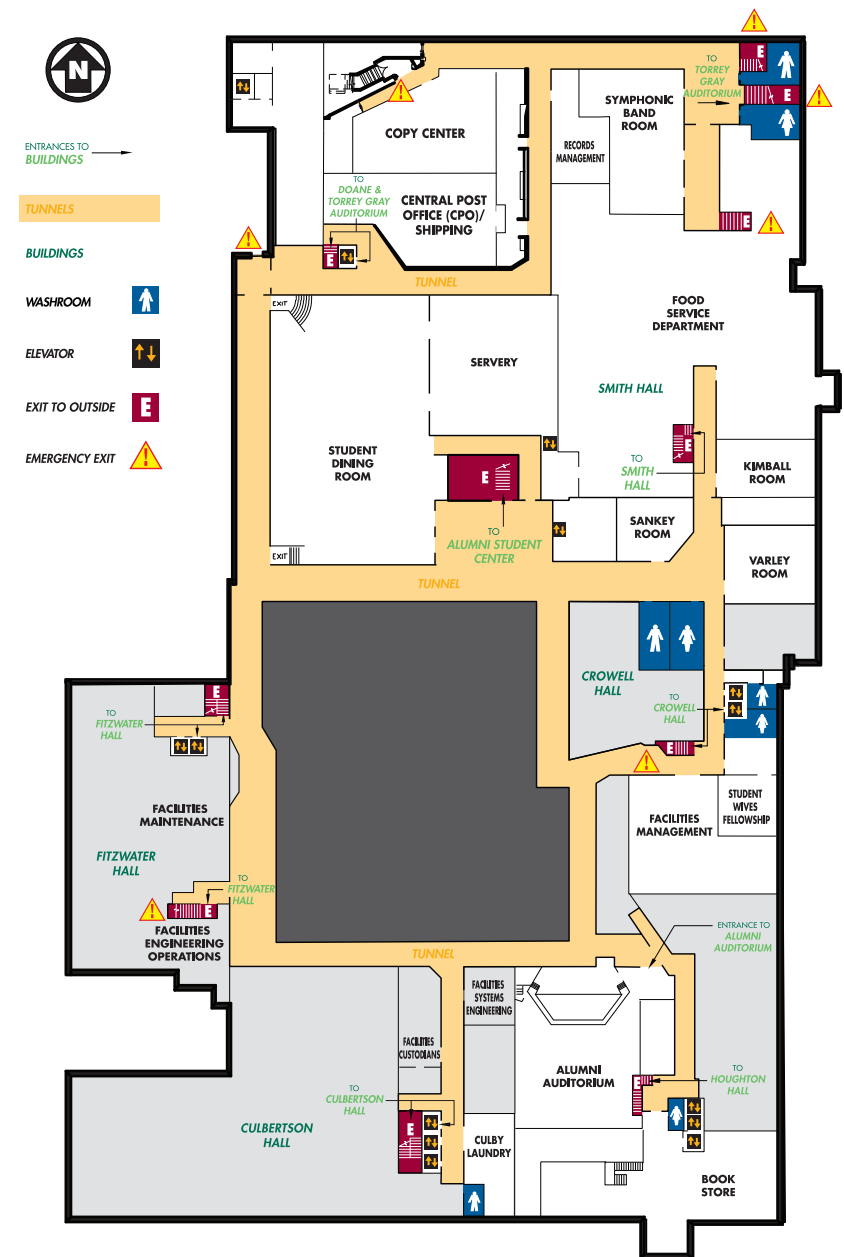 N
ENTRANCES TO
BUILDINGS
TUNNELS
BUILDINGS
WASHROOM
ELEVATOR
EXIT TO OUTSIDE
E
EMERGENCY EXIT
!
!
E
TO
TORREY
GRAY
AUDITORIUM
E
!
!
SYMPHONIC
BAND
ROOM
COPY CENTER
RECORDS
MANAGEMENT
TO
DOANE &
TORREY GRAY
AUDITORIUM
CENTRAL POST
OFFICE (CPO)/
SHIPPING
!
!
E
TUNNEL
EXIT
FOOD
SERVICE
DEPARTMENT
SERVERY
SMITH HALL
STUDENT
DINING
ROOM
E
E
TO
SMITH
HALL
KIMBALL
ROOM
SANKEY
ROOM
TO
ALUMNI STUDENT
CENTER
EXIT
VARLEY
ROOM
TUNNEL
CROWELL
HALL
TO
CROWELL
HALL
E
!
E
TO
FITZWATER
HALL
FACILITIES
MAINTENANCE
STUDENT
WIVES
FELLOWSHIP
FACILITIES
MANAGEMENT
FITZWATER
HALL
TO
FITZWATER
HALL
!
E
FACILITIES
ENGINEERING
OPERATIONS
ENTRANCE TO
ALUMNI
AUDITORIUM
TUNNEL
FACILITIES
SYSTEMS
ENGINEERING
FACILITIES
CUSTODIANS
ALUMNI
AUDITORIUM
E
TO
HOUGHTON
HALL
TO
CULBERTSON
HALL
E
CULBERTSON
HALL
CULBY
LAUNDRY
BOOK
STORE